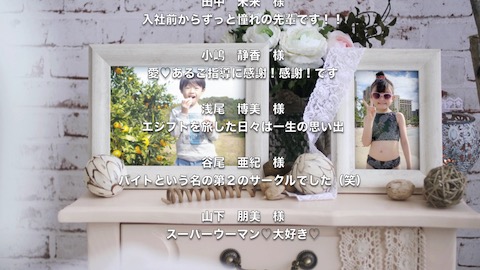 田中 未来 様
入社前からずっと憧れの先輩です！！
小嶋 静香 様
愛♡あるご指導に感謝！感謝！です
浅尾 博美 様
エジプトを旅した日々は一生の思い出
谷尾 亜紀 様
バイトという名の第２のサークルでした（笑）
山下 朋美 様
スーパーウーマン♡大好き♡